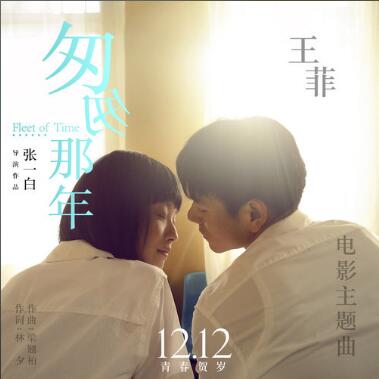 匆匆那年
Fleet of Time
张一白
导演作品
王菲
电影主题曲
作曲:梁翘柏
作词:林 夕
12.12
青春贺岁